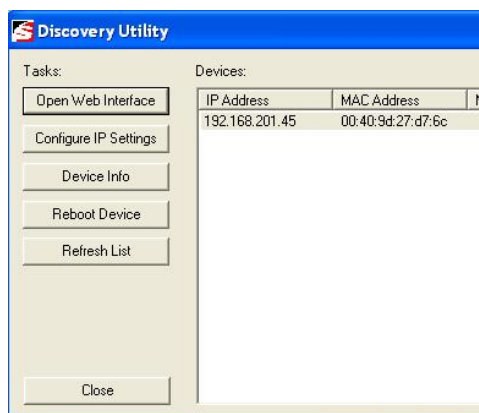 Discovery Utility
Tasks:
Devices:
Open Web Interface
IP Address MAC Address
192.168.201.45 00:40:9d:27:d7:6c
Configure IP Settings
Device Info
Reboot Device
Refresh List
Close